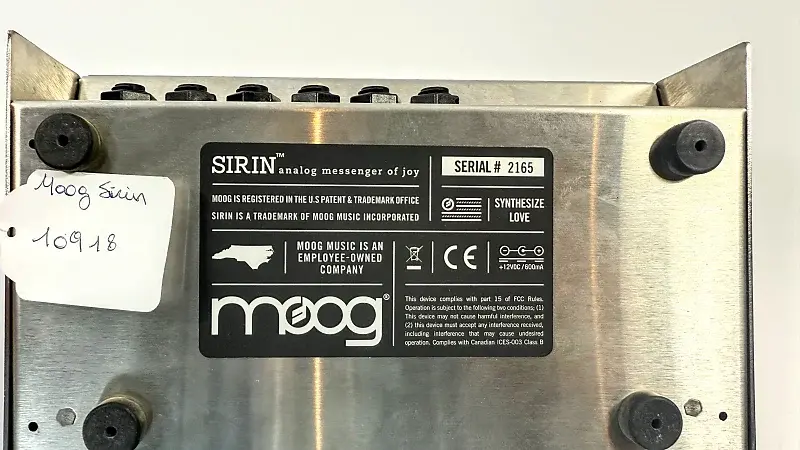 SIRIN™ analog messenger of joy
MOOG IS REGISTERED IN THE U.S PATENT & TRADEMARK OFFICE
SIRIN IS A TRADEMARK OF MOOG MUSIC INCORPORATED
SERIAL # 2165
SYNTHESIZE
LOVE
MOOG MUSIC IS AN
EMPLOYEE-OWNED
COMPANY
CE
+12VDC/600mA
moog®
This device complies with part 15 of FCC Rules.
Operation is subject to the following two conditions; (1)
This device may not cause harmful interference, and
(2) this device must accept any interference received,
including interference that may cause undesired
operation. Complies with Canadian ICES-003 Class B
Moog Sirin
10918